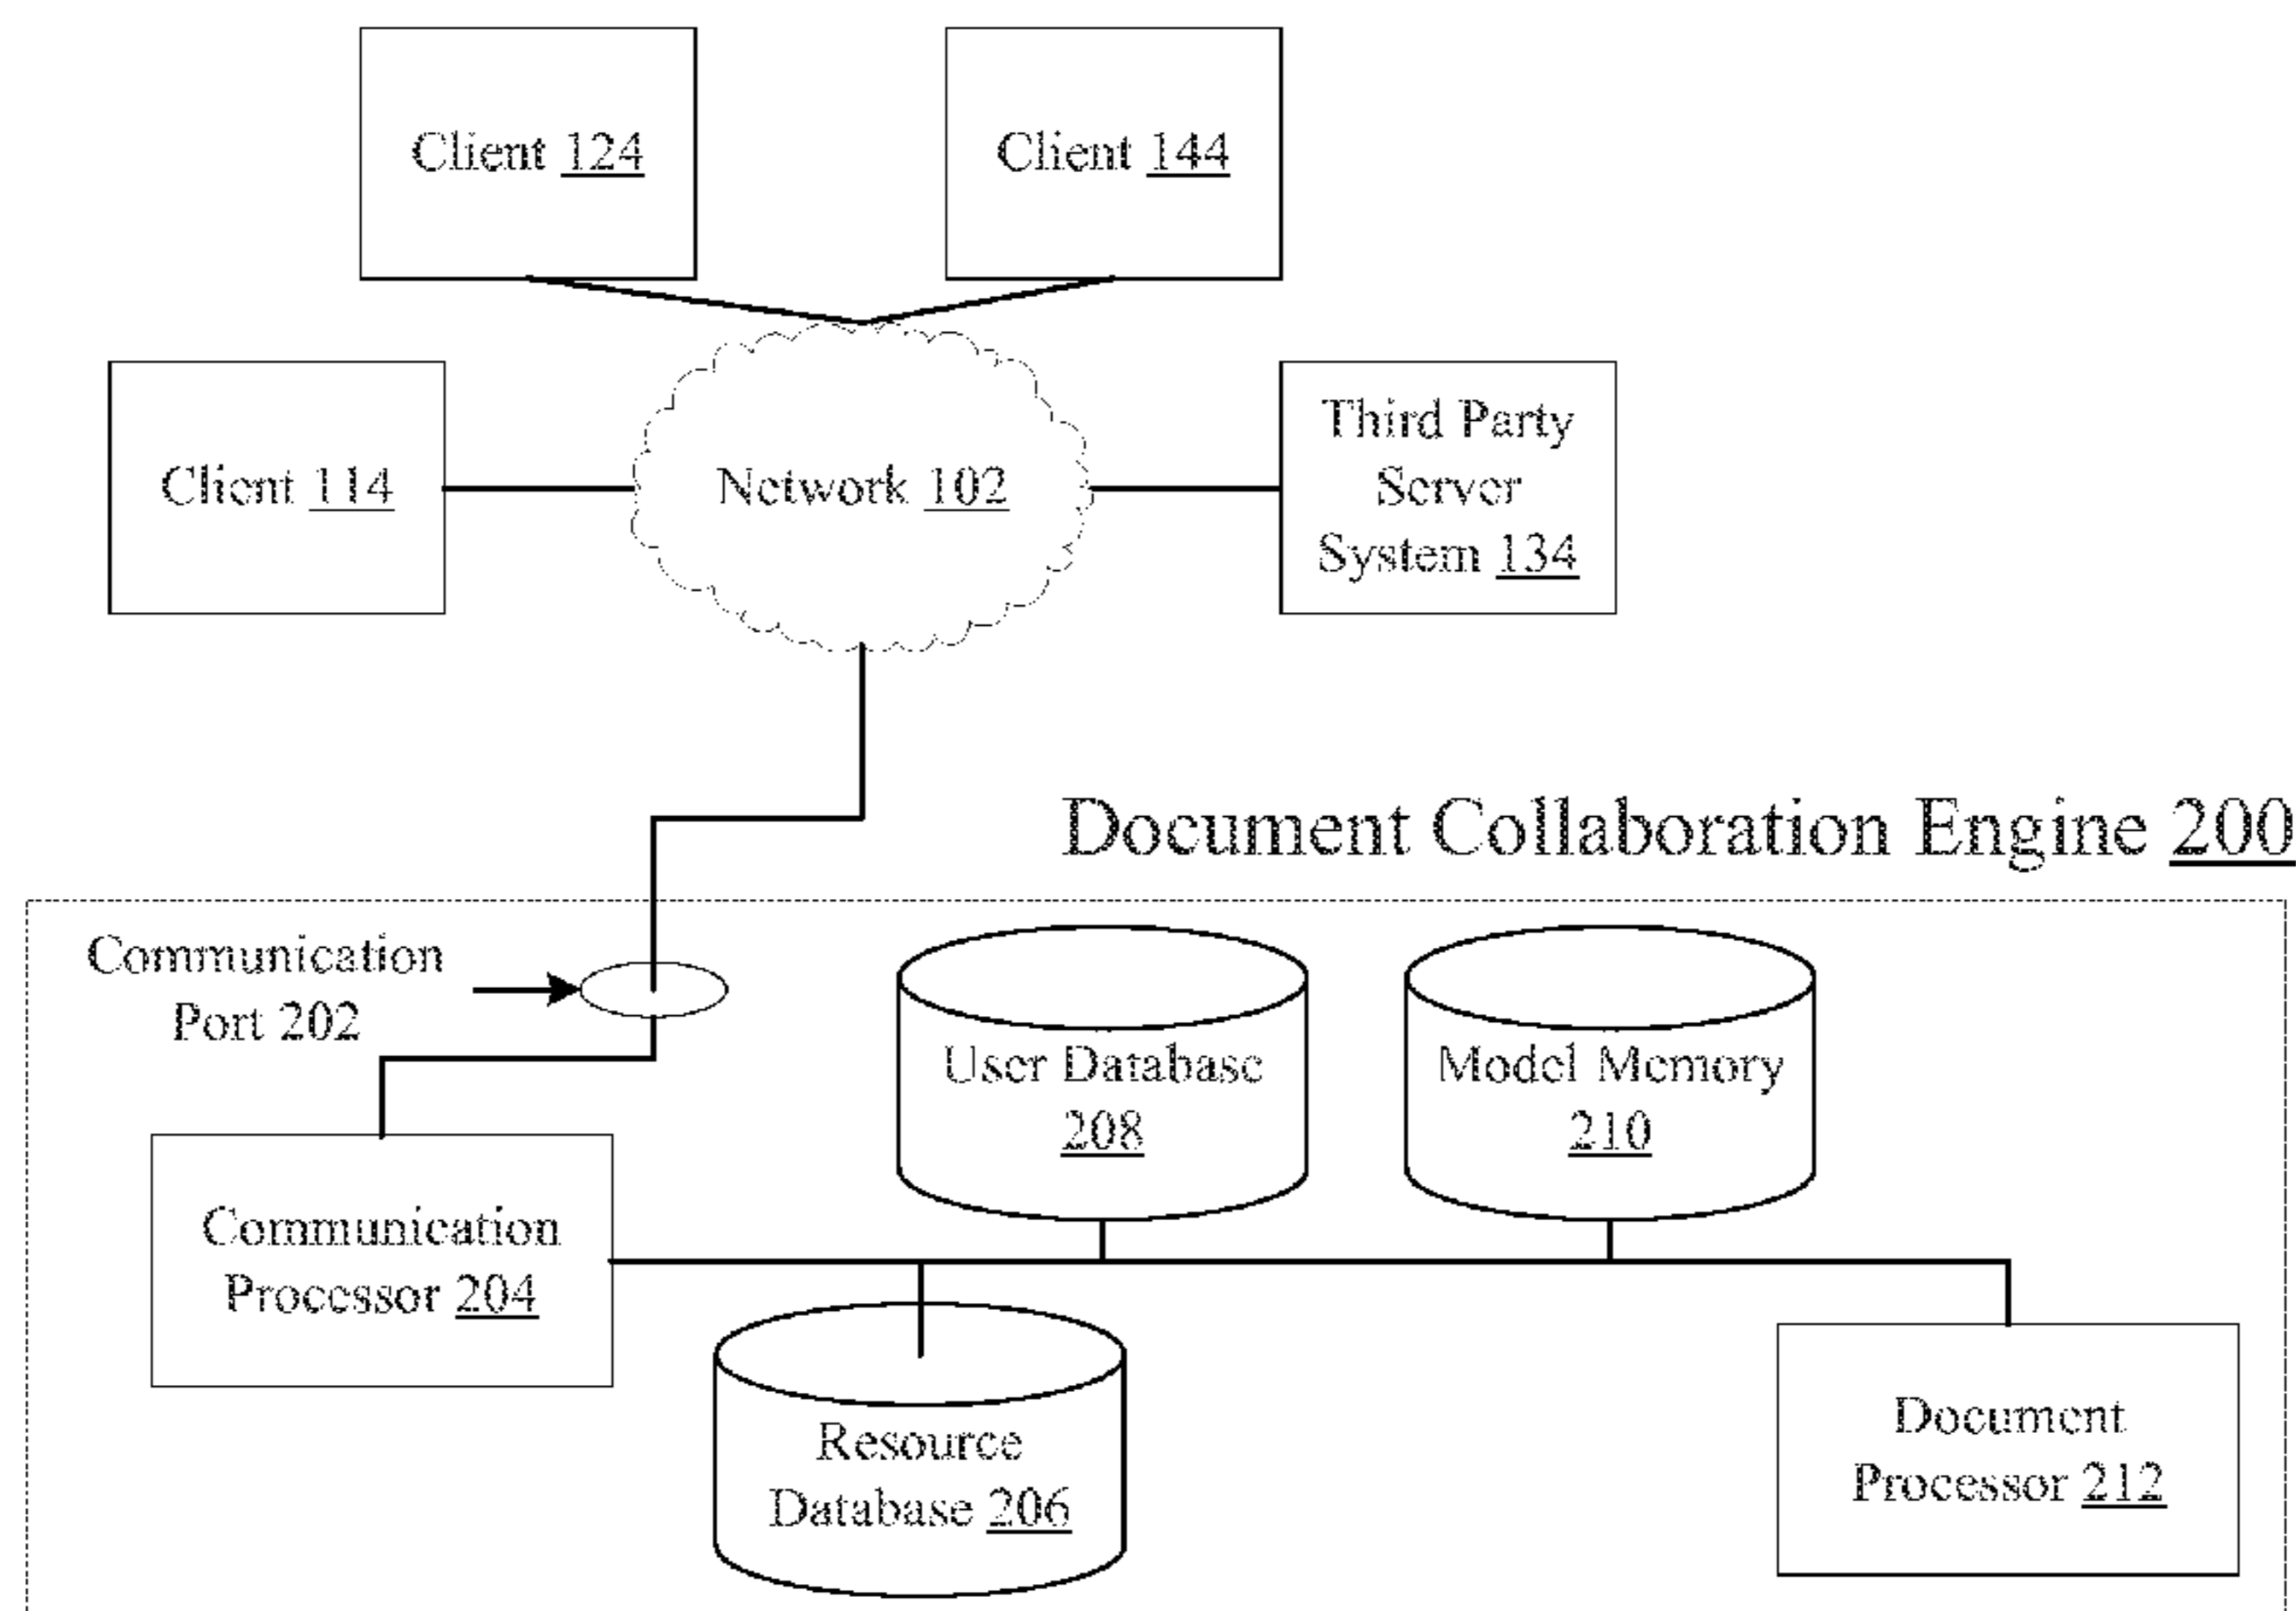 Client 124
Client 144
Client 114
Network 102
Third Party
Server
System 134
Document Collaboration Engine 200
Communication
Port 202
User Database
208
Model Memory
210
Communication
Processor 204
Resource
Database 206
Document
Processor 212